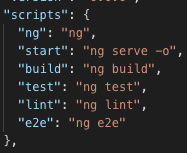 "scripts": {
"ng": "ng",
"start": "ng serve -o",
"build": "ng build",
"test": "ng test",
"lint": "ng lint",
"e2e": "ng e2e"
},